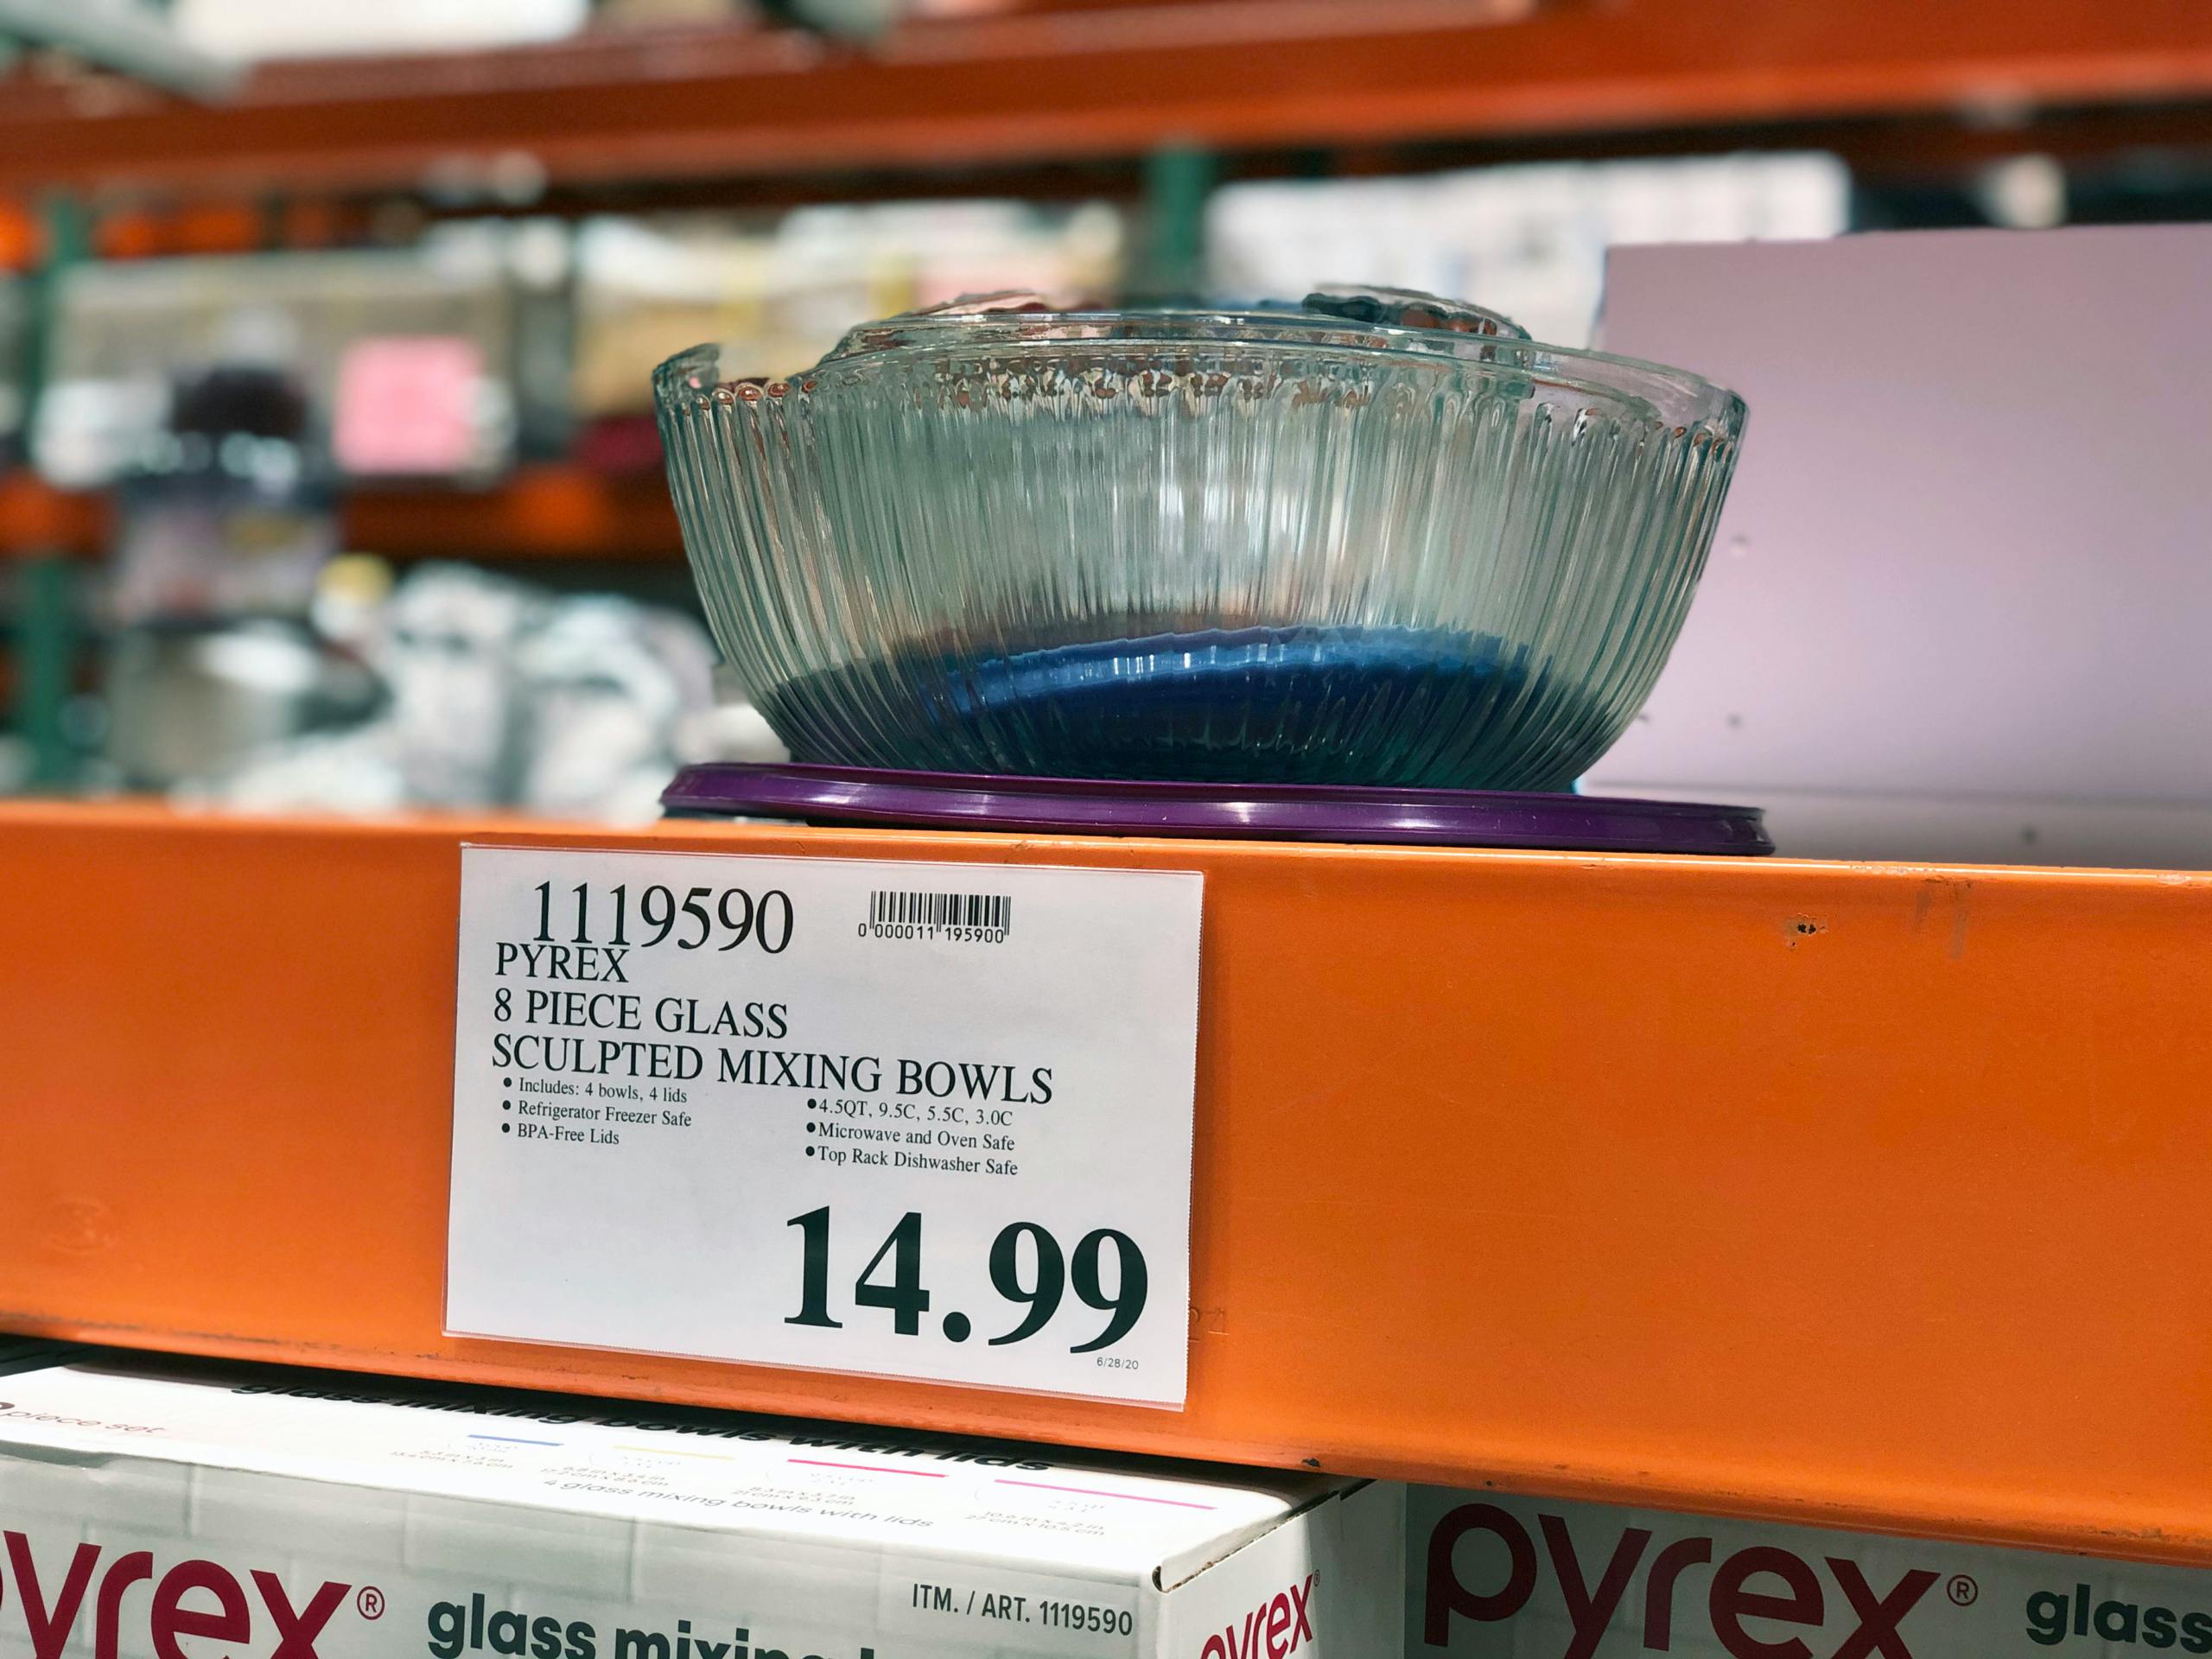 1119590
0 000011 195900
PYREX
8 PIECE GLASS
SCULPTED MIXING BOWLS
• Includes: 4 bowls, 4 lids
• Refrigerator Freezer Safe
• BPA-Free Lids
• 4.5QT, 9.5C, 5.5C, 3.0C
• Microwave and Oven Safe
• Top Rack Dishwasher Safe
14.99
6/28/20
glass mixing bowls with lids
piece set
4 glass mixing bowls with lids
ITM. / ART. 1119590
pyrex®
glass mixing
pyrex®
pyrex®
glass